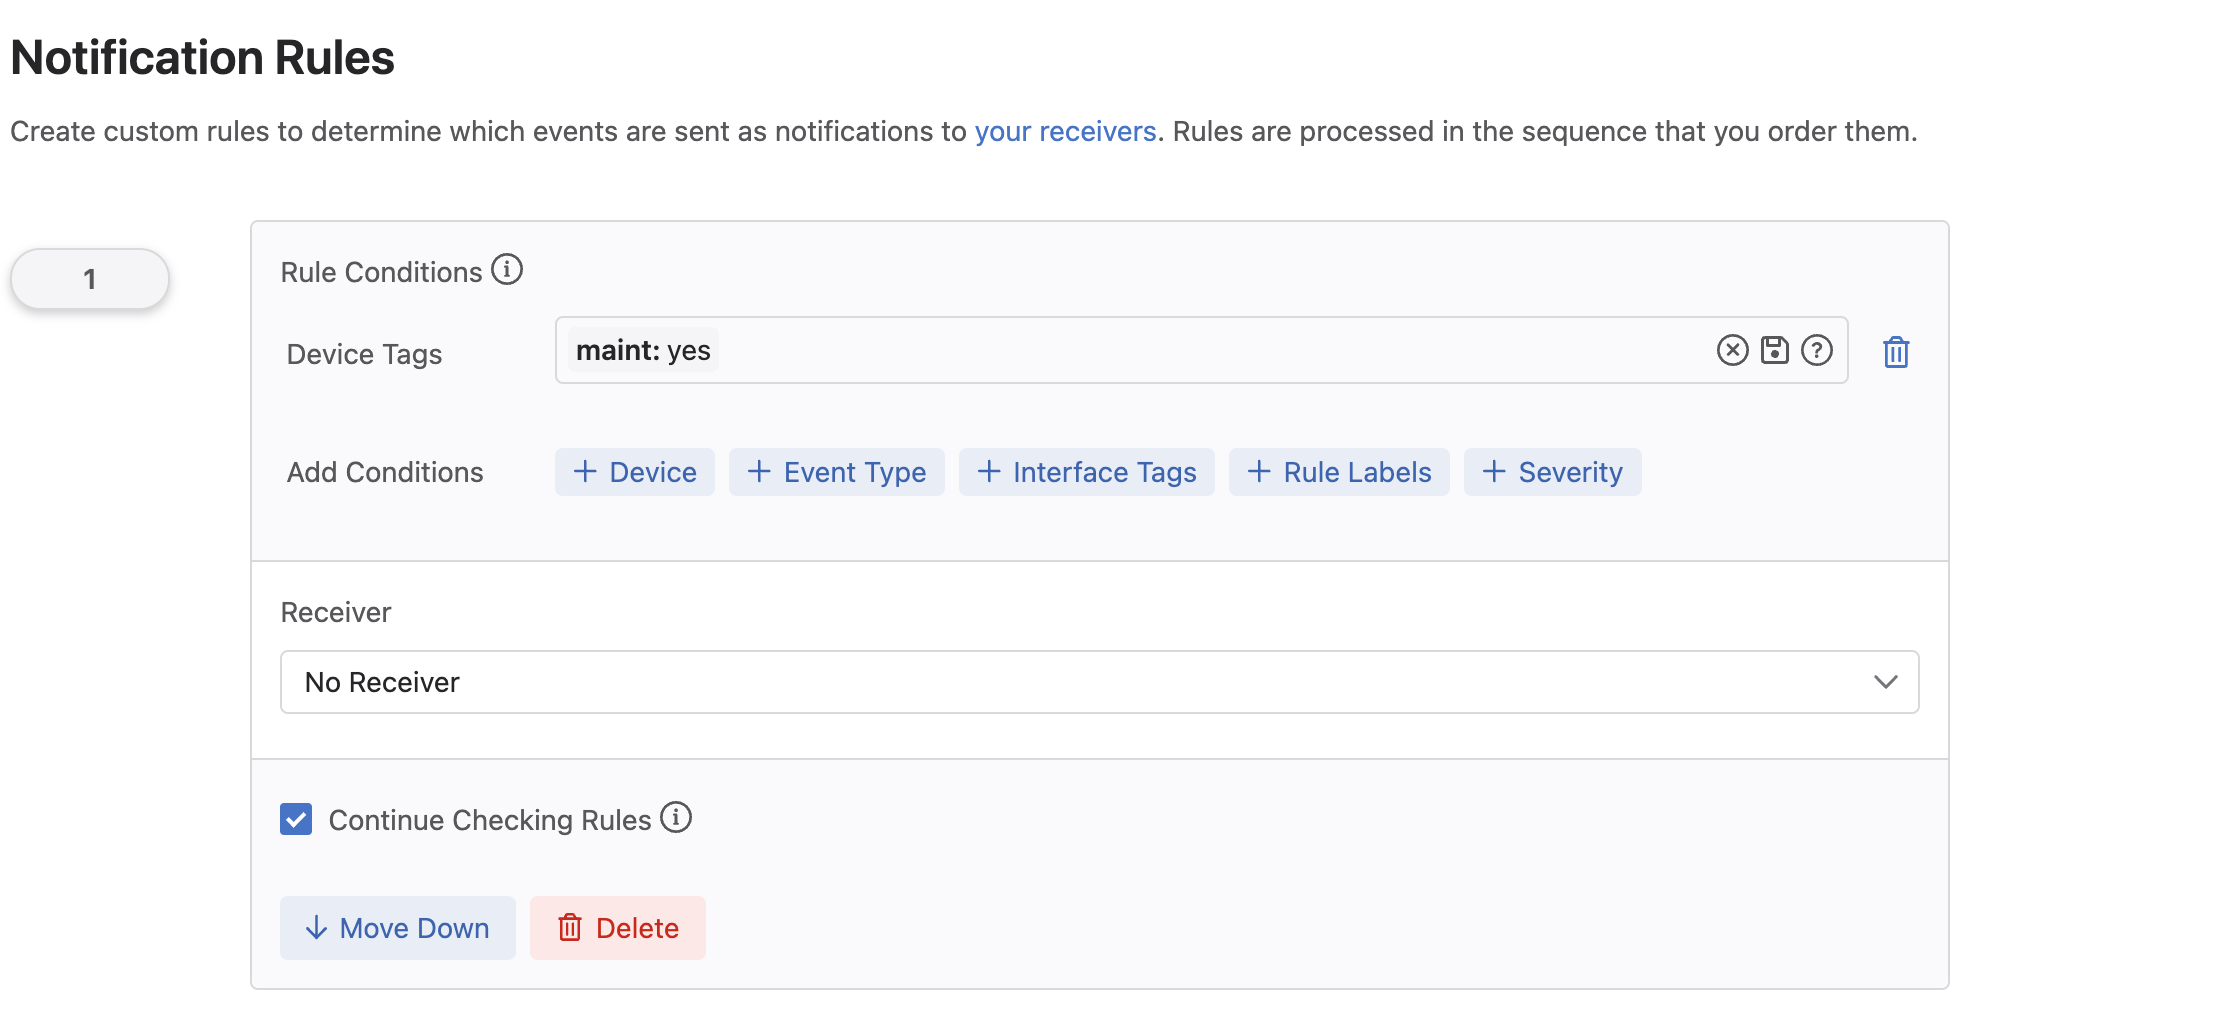 Notification Rules
Create custom rules to determine which events are sent as notifications to your receivers. Rules are processed in the sequence that you order them.
1
Rule Conditions
Device Tags
maint: yes
Add Conditions
+ Device
+ Event Type
+ Interface Tags
+ Rule Labels
+ Severity
Receiver
No Receiver
Continue Checking Rules
Move Down
Delete